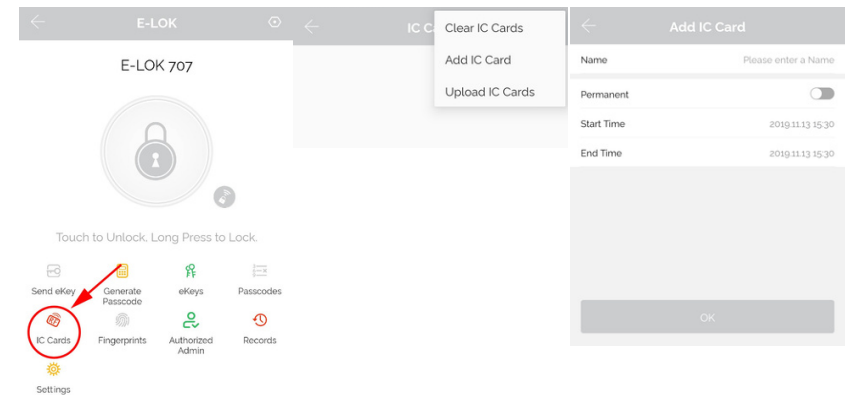 E-LOK
E-LOK 707
Touch to Unlock, Long Press to Lock.
Send eKey
Generate
Passcode
eKeys
Passcodes
IC Cards
Fingerprints
Authorized
Admin
Records
Settings
IC C
Clear IC Cards
Add IC Card
Upload IC Cards
Add IC Card
Name Please enter a Name
Permanent
Start Time 2019.11.13 15:30
End Time 2019.11.13 15:30
OK